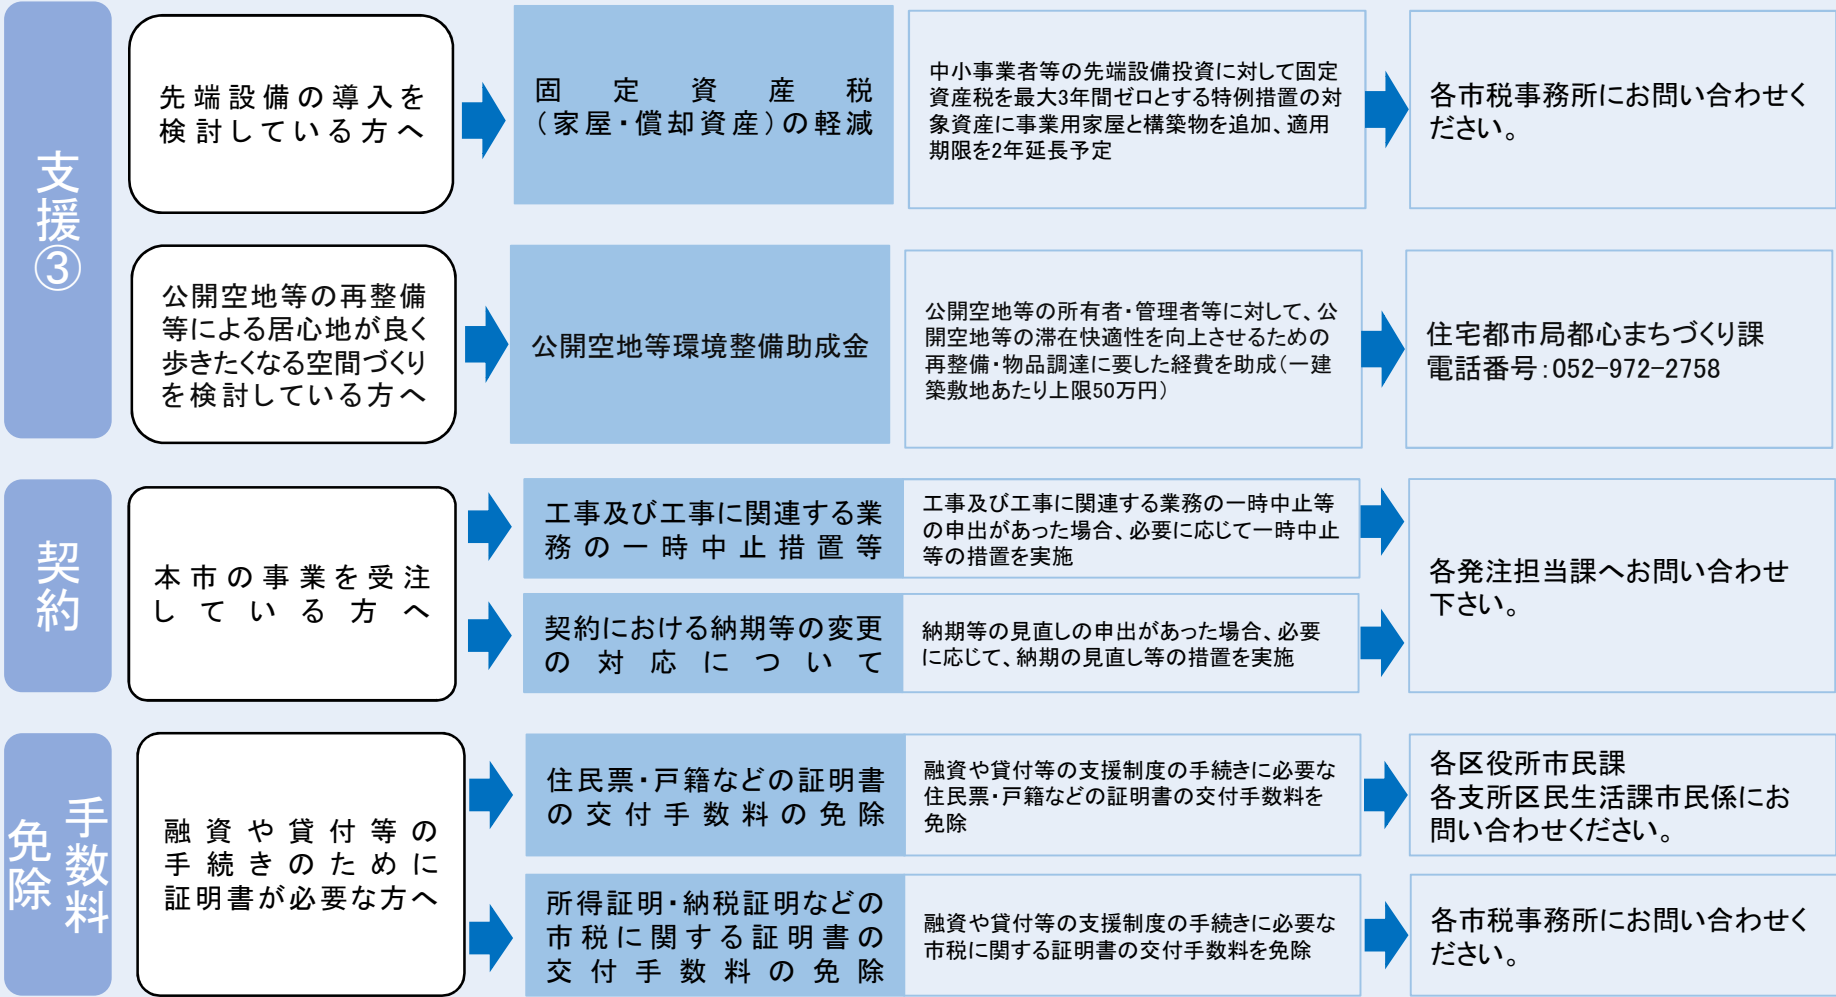 支援③
先端設備の導入を
検討している方へ
固定資産税
（家屋・償却資産）の軽減
中小事業者等の先端設備投資に対して固定
資産税を最大3年間ゼロとする特例措置の対
象資産に事業用家屋と構築物を追加、適用
期限を2年延長予定
各市税事務所にお問い合わせく
ださい。
公開空地等の再整備
等による居心地が良く
歩きたくなる空間づくり
を検討している方へ
公開空地等環境整備助成金
公開空地等の所有者・管理者等に対して、公
開空地等の滞在快適性を向上させるための
再整備・物品調達に要した経費を助成（一建
築敷地あたり上限50万円）
住宅都市局都心まちづくり課
電話番号：052-972-2758
契約
本市の事業を受注
している方へ
工事及び工事に関連する業
務の一時中止措置等
工事及び工事に関連する業務の一時中止等
の申出があった場合、必要に応じて一時中止
等の措置を実施
契約における納期等の変更
の対応について
納期等の見直しの申出があった場合、必要
に応じて、納期の見直し等の措置を実施
各発注担当課へお問い合わせ
下さい。
手数料
免除
融資や貸付等の
手続きのために
証明書が必要な方へ
住民票・戸籍などの証明書
の交付手数料の免除
融資や貸付等の支援制度の手続きに必要な
住民票・戸籍などの証明書の交付手数料を
免除
各区役所市民課
各支所区民生活課市民係にお
問い合わせください。
所得証明・納税証明などの
市税に関する証明書の
交付手数料の免除
融資や貸付等の支援制度の手続きに必要な
市税に関する証明書の交付手数料を免除
各市税事務所にお問い合わせく
ださい。